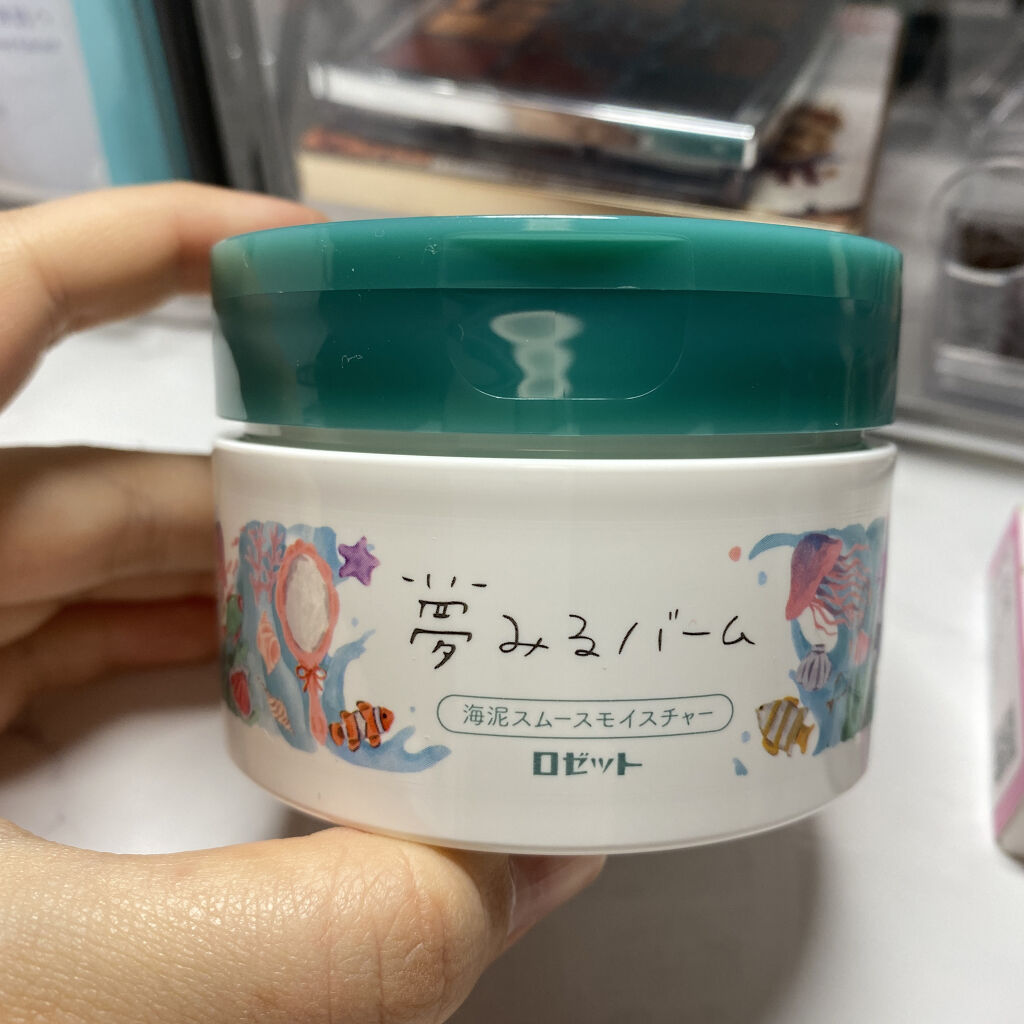 夢みるバーム
海泥スムースモイスチャー
ロゼット